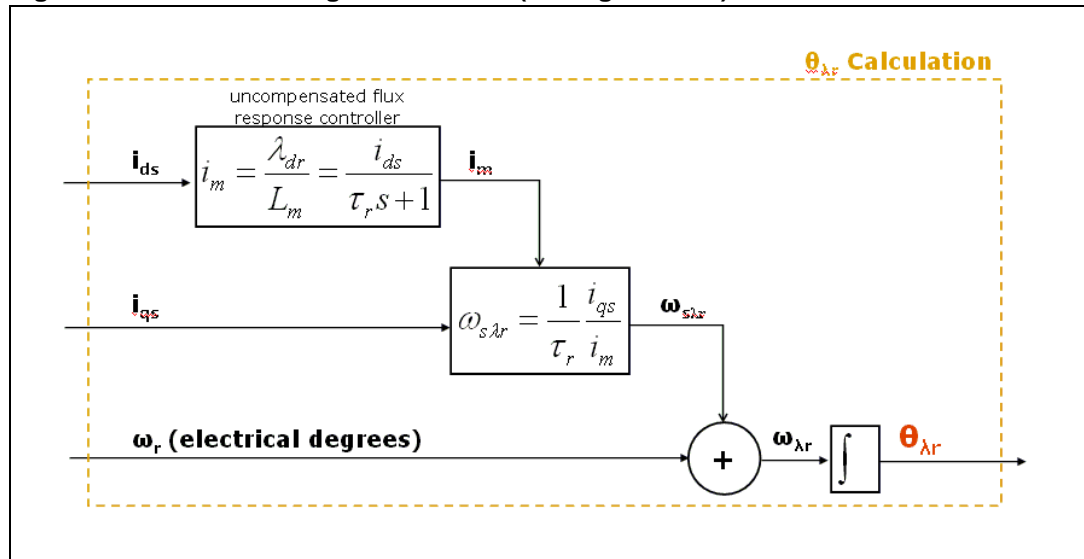 θλr Calculation
uncompensated flux
response controller
ids
im = λdr / Lm = ids / τr s + 1
im
iqs
ωsλr = 1 / τr iqs / im
ωsλr
ωr (electrical degrees)
+
ωλr
∫
θλr